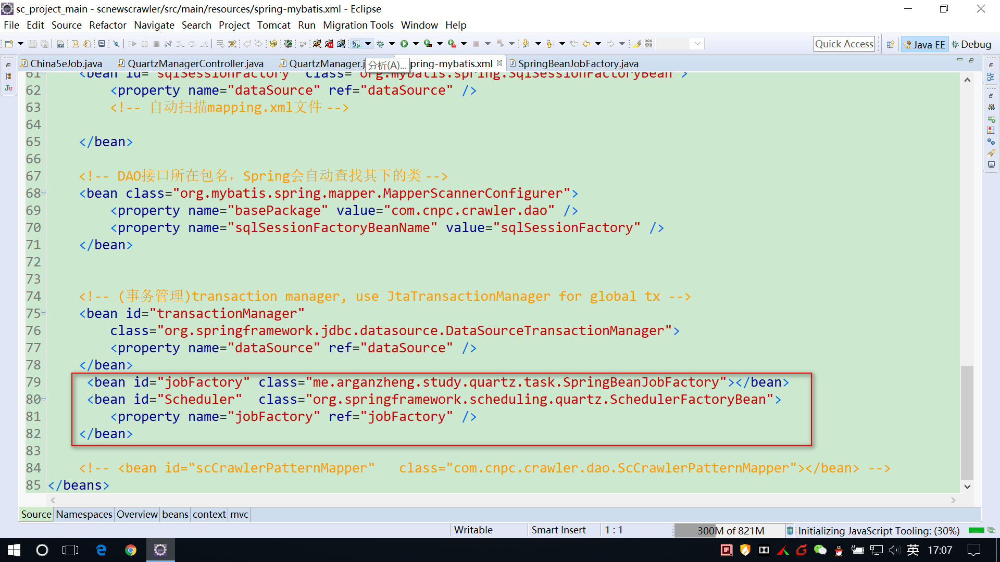 sc_project_main - scnewscrawler/src/main/resources/spring-mybatis.xml - Eclipse
File Edit Source Refactor Navigate Search Project Tomcat Run Migration Tools Window Help
Quick Access Java EE Debug
China5eJob.java QuartzManagerController.java QuartzManager.j 分析(A)... pring-mybatis.xml SpringBeanJobFactory.java
61 <bean id="sqlSessionFactory" class="org.mybatis.spring.SqlSessionFactoryBean">
62 <property name="dataSource" ref="dataSource" />
63 <!-- 自动扫描mapping.xml文件 -->
64
65 </bean>
66
67 <!-- DAO接口所在包名，Spring会自动查找其下的类 -->
68 <bean class="org.mybatis.spring.mapper.MapperScannerConfigurer">
69 <property name="basePackage" value="com.cnpc.crawler.dao" />
70 <property name="sqlSessionFactoryBeanName" value="sqlSessionFactory" />
71 </bean>
72
73
74 <!-- (事务管理)transaction manager, use JtaTransactionManager for global tx -->
75 <bean id="transactionManager"
76 class="org.springframework.jdbc.datasource.DataSourceTransactionManager">
77 <property name="dataSource" ref="dataSource" />
78 </bean>
79 <bean id="jobFactory" class="me.arganzheng.study.quartz.task.SpringBeanJobFactory"></bean>
80 <bean id="Scheduler" class="org.springframework.scheduling.quartz.SchedulerFactoryBean">
81 <property name="jobFactory" ref="jobFactory" />
82 </bean>
83
84 <!-- <bean id="scCrawlerPatternMapper" class="com.cnpc.crawler.dao.ScCrawlerPatternMapper"></bean> -->
85 </beans>
Source Namespaces Overview beans context mvc
Writable Smart Insert 1 : 1 300M of 821M Initializing JavaScript Tooling: (30%)
英 17:07